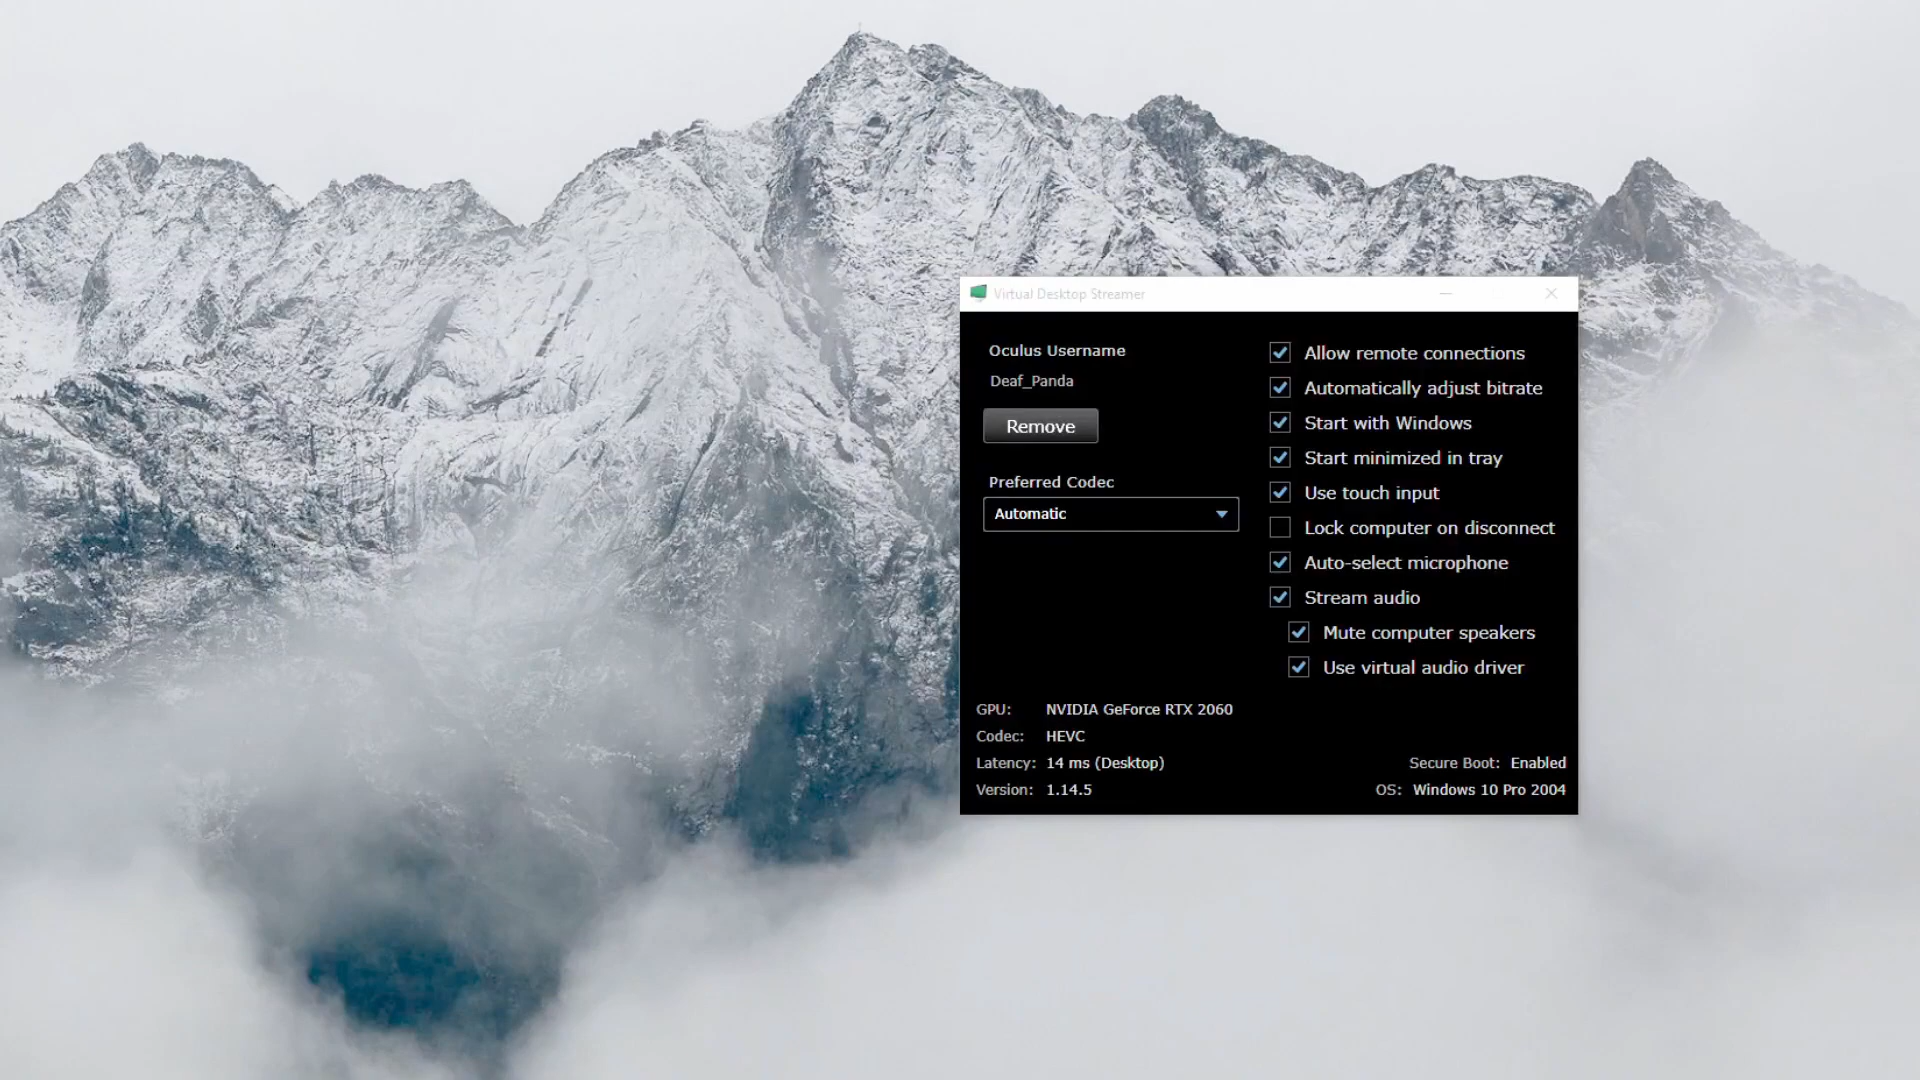 Virtual Desktop Streamer
Oculus Username
Deaf_Panda
Remove
Preferred Codec
Automatic
Allow remote connections
Automatically adjust bitrate
Start with Windows
Start minimized in tray
Use touch input
Lock computer on disconnect
Auto-select microphone
Stream audio
Mute computer speakers
Use virtual audio driver
GPU: NVIDIA GeForce RTX 2060
Codec: HEVC
Latency: 14 ms (Desktop)
Version: 1.14.5
Secure Boot: Enabled
OS: Windows 10 Pro 2004